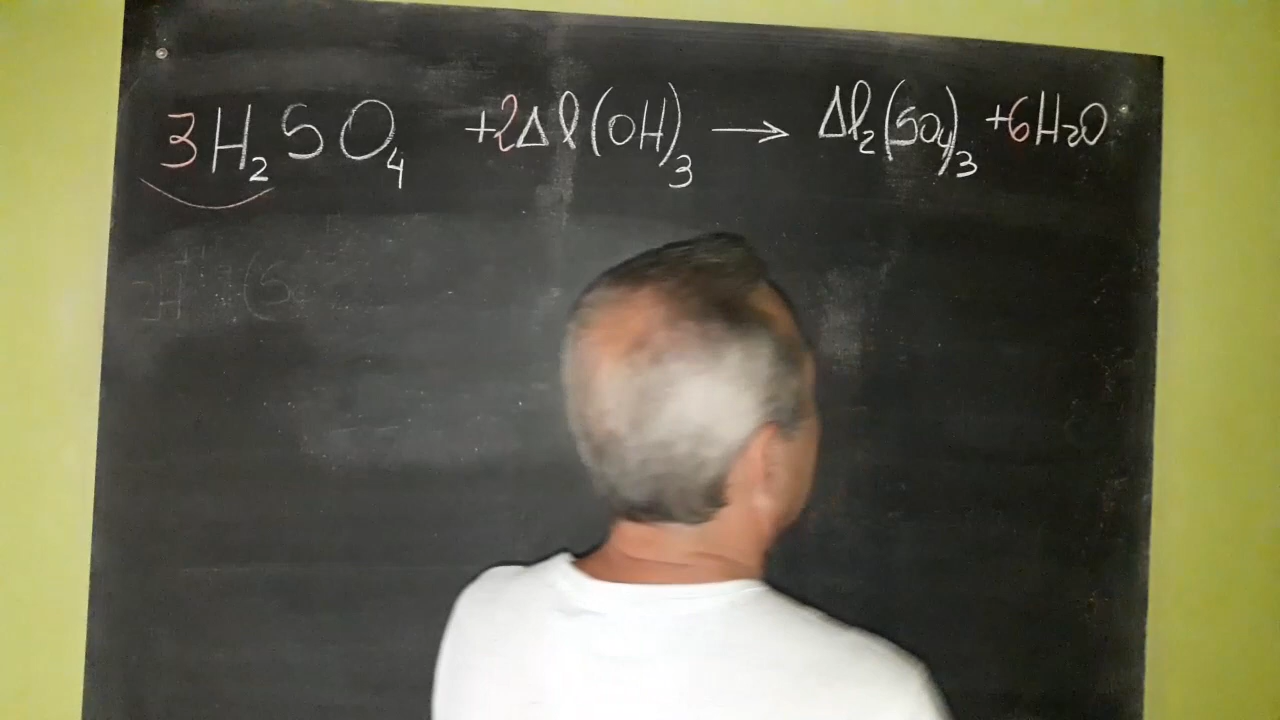 3H₂SO₄ +2Al(OH)₃ → Al₂(SO₄)₃ +6H₂O